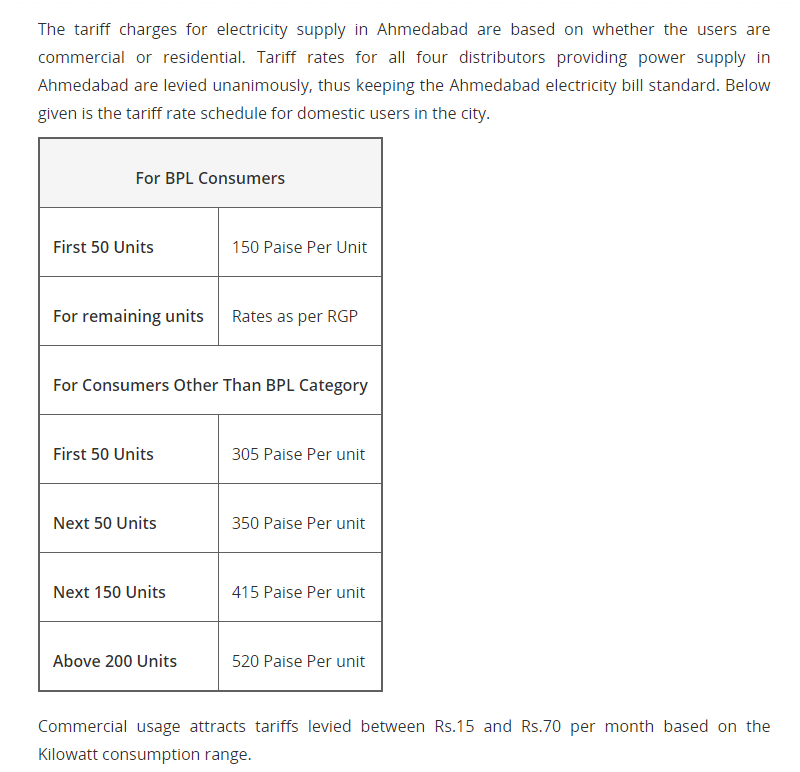 The tariff charges for electricity supply in Ahmedabad are based on whether the users are
commercial or residential. Tariff rates for all four distributors providing power supply in
Ahmedabad are levied unanimously, thus keeping the Ahmedabad electricity bill standard. Below
given is the tariff rate schedule for domestic users in the city.
For BPL Consumers
First 50 Units 150 Paise Per Unit
For remaining units Rates as per RGP
For Consumers Other Than BPL Category
First 50 Units 305 Paise Per unit
Next 50 Units 350 Paise Per unit
Next 150 Units 415 Paise Per unit
Above 200 Units 520 Paise Per unit
Commercial usage attracts tariffs levied between Rs.15 and Rs.70 per month based on the
Kilowatt consumption range.